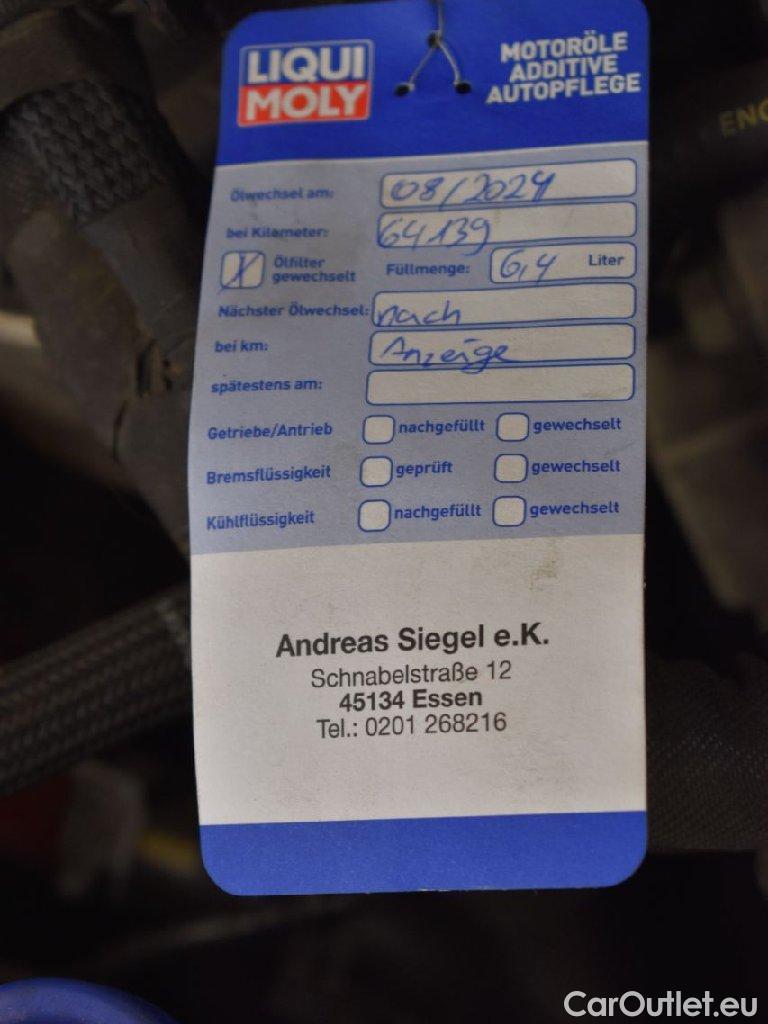 LIQUI
MOLY
MOTORÖLE
ADDITIVE
AUTOPFLEGE
ENG
Ölwechsel am: 08/2024
bei Kilometer: 64139
X Ölfilter gewechselt Füllmenge: 6,4 Liter
Nächster Ölwechsel: nach
bei km: Anzeige
spätestens am:
Getriebe/Antrieb nachgefüllt gewechselt
Bremsflüssigkeit geprüft gewechselt
Kühlflüssigkeit nachgefüllt gewechselt
Andreas Siegel e.K.
Schnabelstraße 12
45134 Essen
Tel.: 0201 268216
CarOutlet.eu